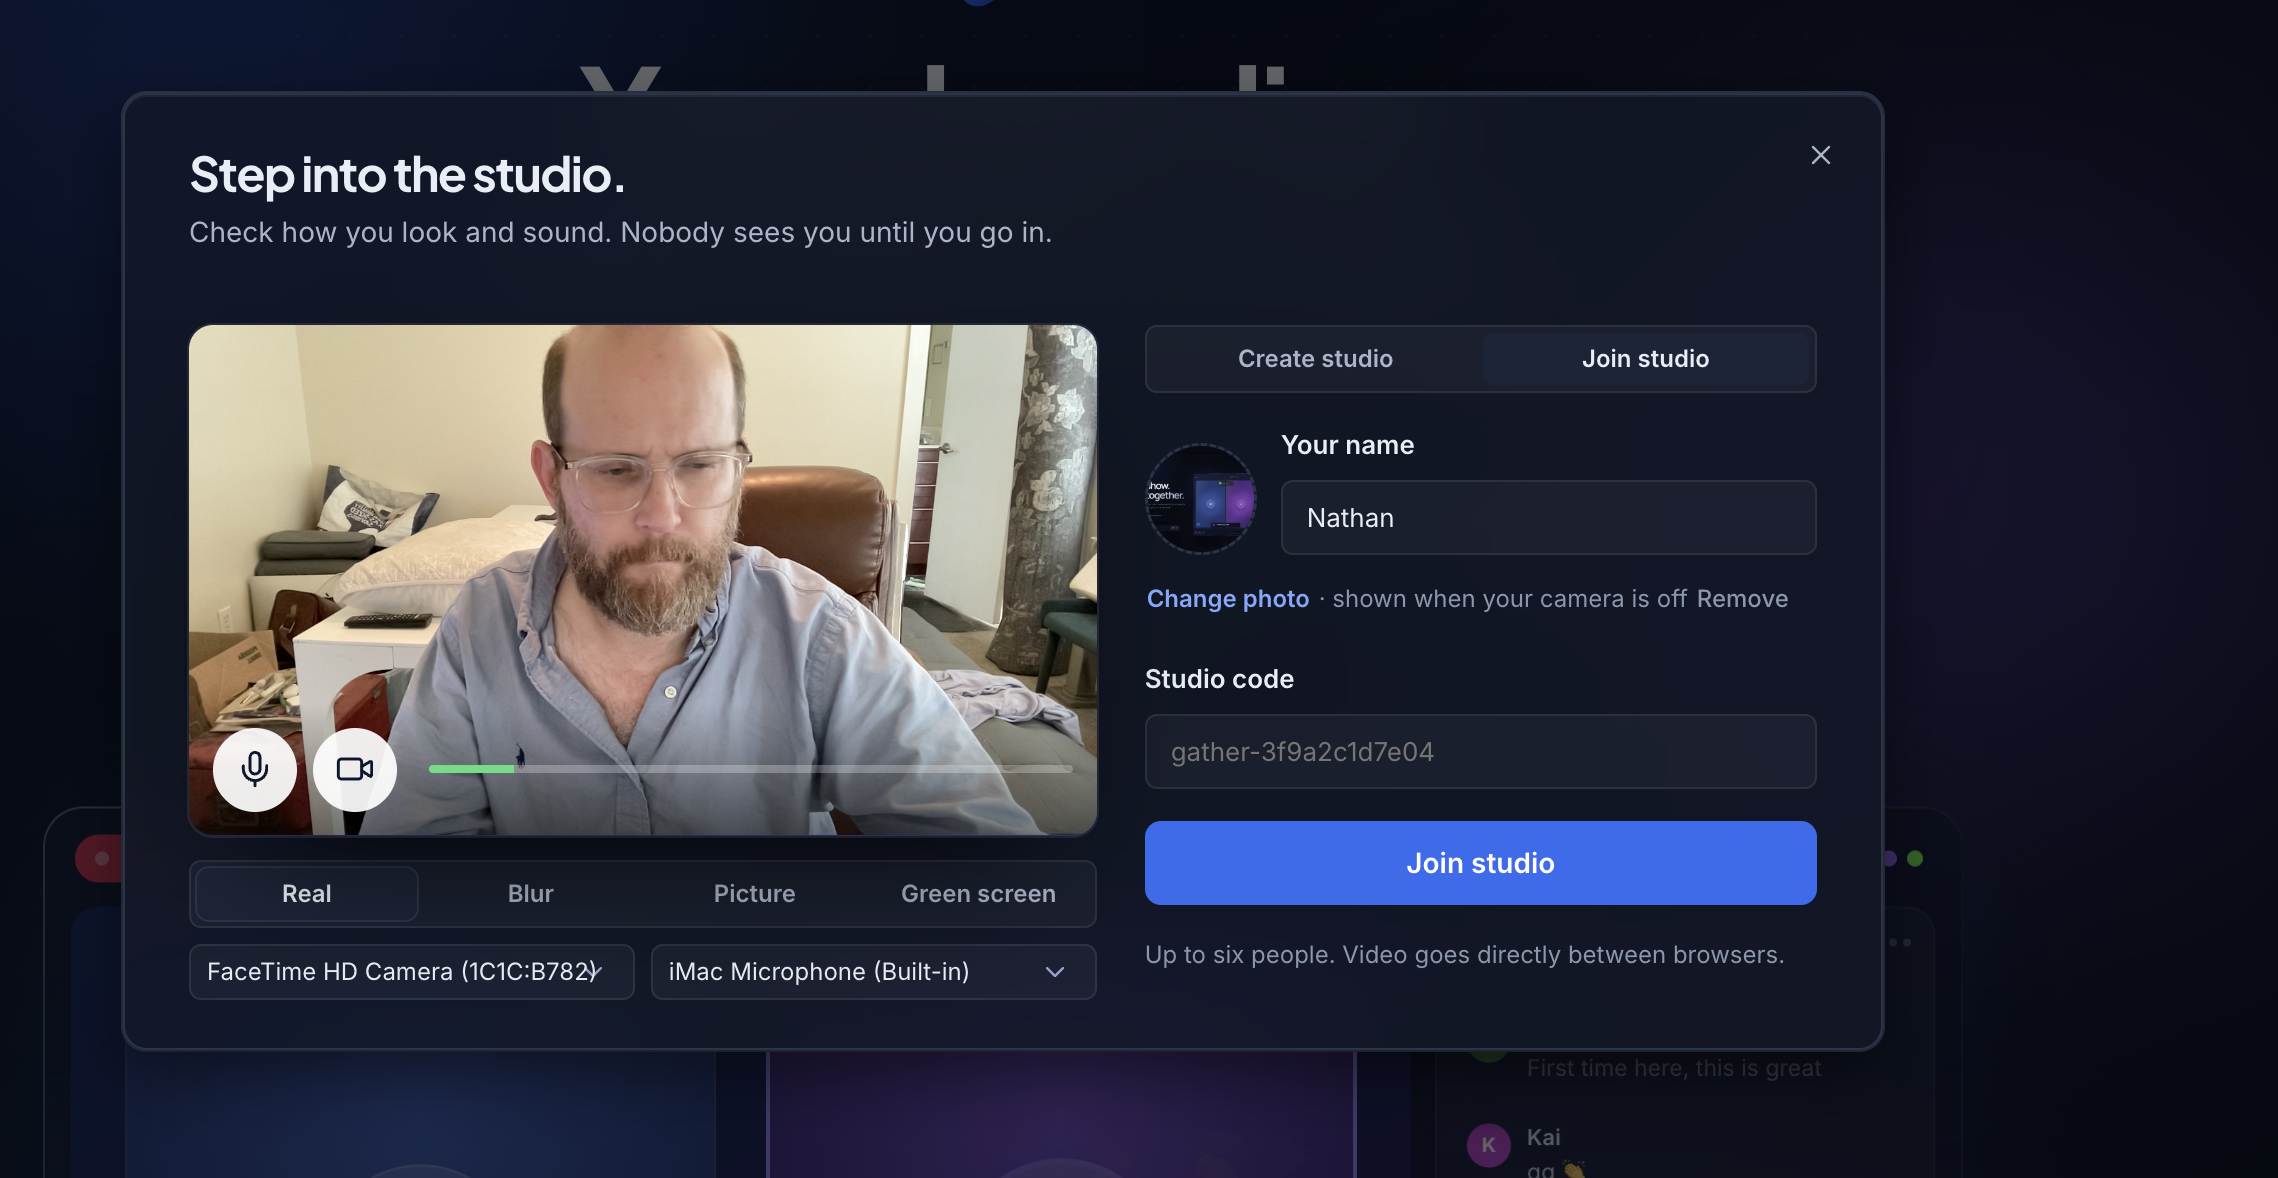 Step into the studio.
Check how you look and sound. Nobody sees you until you go in.
Create studio
Join studio
Your name
how.
ogether.
Nathan
Change photo · shown when your camera is off Remove
Studio code
gather-3f9a2c1d7e04
Join studio
Up to six people. Video goes directly between browsers.
Real
Blur
Picture
Green screen
FaceTime HD Camera (1C1C:B782)
iMac Microphone (Built-in)
First time here, this is great
K
Kai
gg 👏